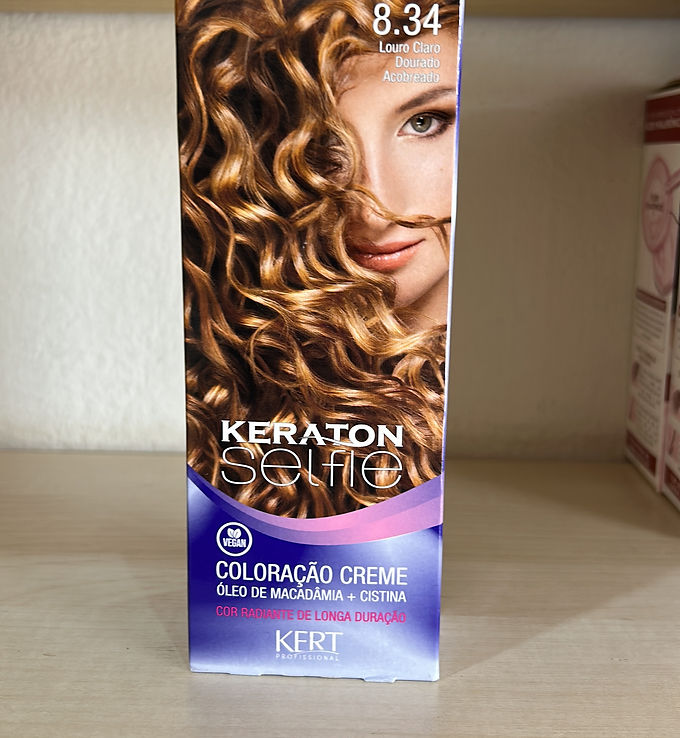 8.34
Louro Claro
Dourado
Acobreado
KERATON
selfie
VEGAN
COLORAÇÃO CREME
ÓLEO DE MACADÂMIA + CISTINA
COR RADIANTE DE LONGA DURAÇÃO
KERT
PROFISSIONAL